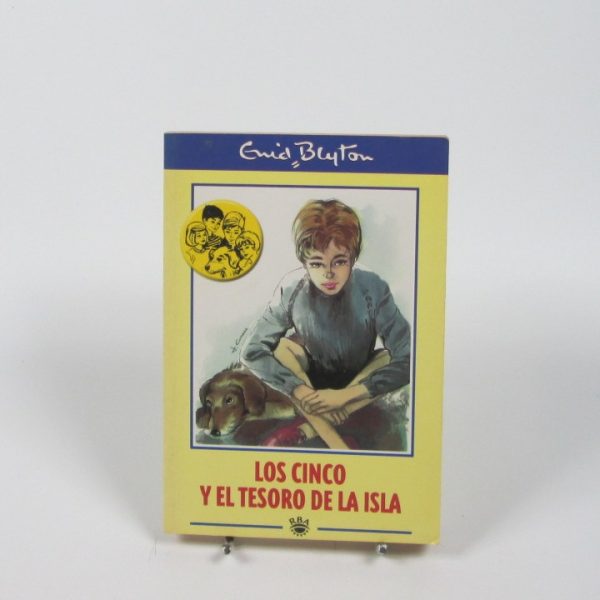 Enid Blyton
LOS CINCO
Y EL TESORO DE LA ISLA
RBA